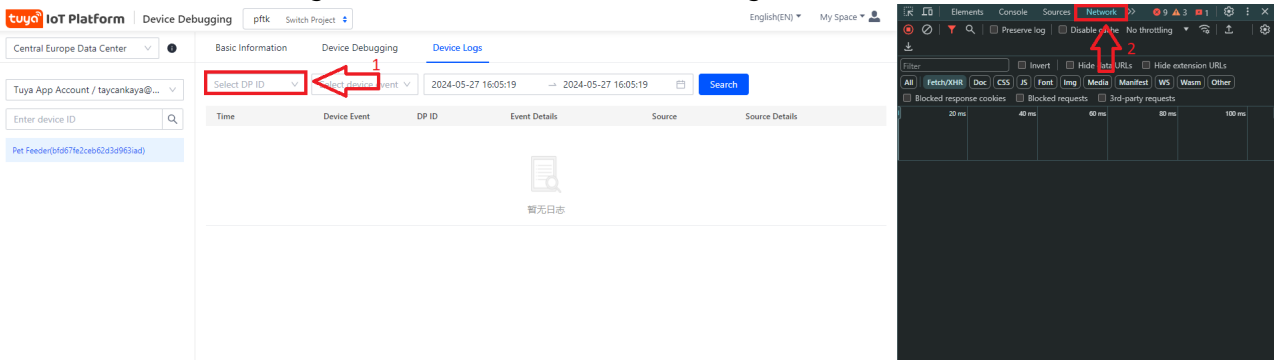 tuya IoT Platform Device Debugging pftk Switch Project English(EN) My Space
Central Europe Data Center
Tuya App Account / taycankaya@...
Enter device ID
Pet Feeder(bfd67fe2ceb62d3d963iad)
Basic Information Device Debugging Device Logs
1
Select DP ID Select device event 2024-05-27 16:05:19 → 2024-05-27 16:05:19 Search
Time Device Event DP ID Event Details Source Source Details
暂无日志
Elements Console Sources Network 9 3 1
Preserve log Disable cache No throttling
2
Filter Invert Hide data URLs Hide extension URLs
All Fetch/XHR Doc CSS JS Font Img Media Manifest WS Wasm Other
Blocked response cookies Blocked requests 3rd-party requests
20 ms 40 ms 60 ms 80 ms 100 ms